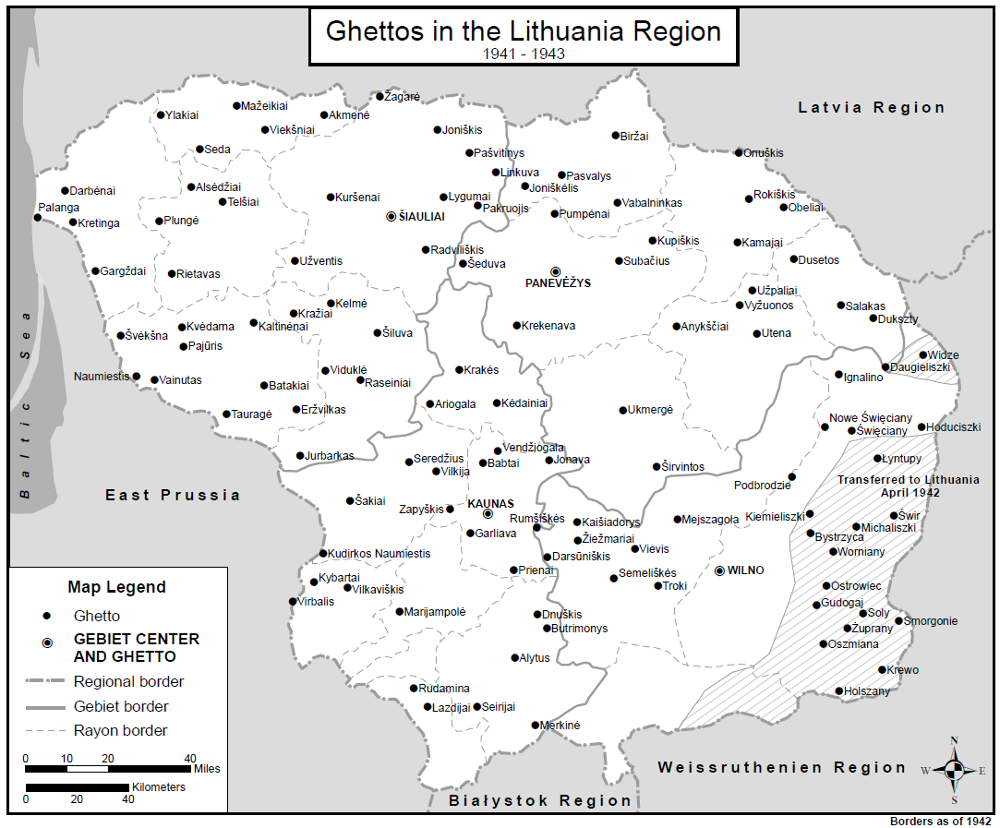 Ghettos in the Lithuania Region
1941 - 1943
Latvia Region
Žagarė
Mažeikiai
Ylakiai
Akmenė
Viekšniai
Joniškis
Biržai
Seda
Pašvitinys
Onuškis
Linkuva
Pasvalys
Joniškėlis
Darbėnai
Alsėdžiai
Telšiai
Kuršenai
Lygumai
Pakruojis
Vabalninkas
Rokiškis
Obeliai
Palanga
Kretinga
Plungė
ŠIAULIAI
Pumpėnai
Radviliškis
Šeduva
Kupiškis
Kamajai
Subačius
Dusetos
Gargždai
Rietavas
Užventis
PANEVĖŽYS
Užpaliai
Vyžuonos
Salakas
Dukszty
Kelmė
Kražiai
Kaltinėnai
Šiluva
Krekenava
Anykščiai
Utena
Švėkšna
Kvėdarna
Pajūris
Widze
Daugieliszki
Ignalino
Naumiestis
Vainutas
Viduklė
Raseiniai
Krakės
Batakiai
Baltic Sea
Tauragė
Eržvilkas
Ariogala
Kėdainiai
Ukmergė
Nowe Święciany
Święciany
Hoduciszki
Jurbarkas
Seredžius
Vilkija
Vendžiogala
Babtai
Jonava
Širvintos
Łyntupy
Podbrodzie
Transferred to Lithuania
April 1942
East Prussia
Šakiai
Zapyškis
KAUNAS
Garliava
Rumšiškės
Kaišiadorys
Žiežmariai
Mejszagoła
Kiemieliszki
Świr
Michaliszki
Bystrzyca
Worniany
Kudirkos Naumiestis
Darsūniškis
Vievis
Prienai
Semeliškės
Troki
WILNO
Kybartai
Vilkaviškis
Virbalis
Marijampolė
Dnuškis
Butrimonys
Ostrowiec
Gudogaj
Soly
Smorgonie
Župrany
Oszmiana
Alytus
Krewo
Holszany
Rudamina
Lazdijai
Seirijai
Merkinė
Map Legend
Ghetto
GEBIET CENTER
AND GHETTO
Regional border
Gebiet border
Rayon border
0 10 20 40
Miles
Kilometers
0 20 40
Weissruthenien Region
Białystok Region
N
W E
S
Borders as of 1942